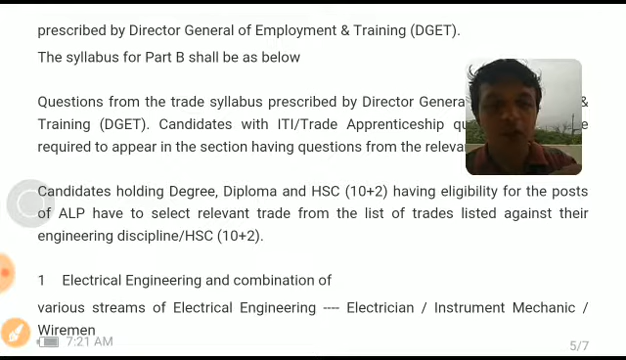 prescribed by Director General of Employment & Training (DGET).
The syllabus for Part B shall be as below
Questions from the trade syllabus prescribed by Director Genera &
Training (DGET). Candidates with ITI/Trade Apprenticeship qu e
required to appear in the section having questions from the releva
Candidates holding Degree, Diploma and HSC (10+2) having eligibility for the posts
of ALP have to select relevant trade from the list of trades listed against their
engineering discipline/HSC (10+2).
1 Electrical Engineering and combination of
various streams of Electrical Engineering ---- Electrician / Instrument Mechanic /
Wiremen
7:21 AM 5/7